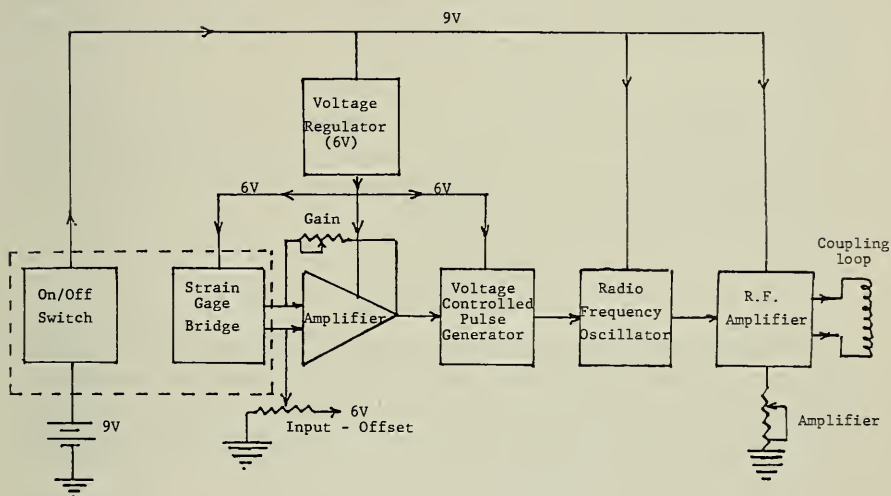 9V
Voltage
Regulator
(6V)
6V
6V
Gain
Coupling
loop
On/Off
Switch
Strain
Gage
Bridge
Amplifier
Voltage
Controlled
Pulse
Generator
Radio
Frequency
Oscillator
R.F.
Amplifier
9V
6V
Input - Offset
Amplifier